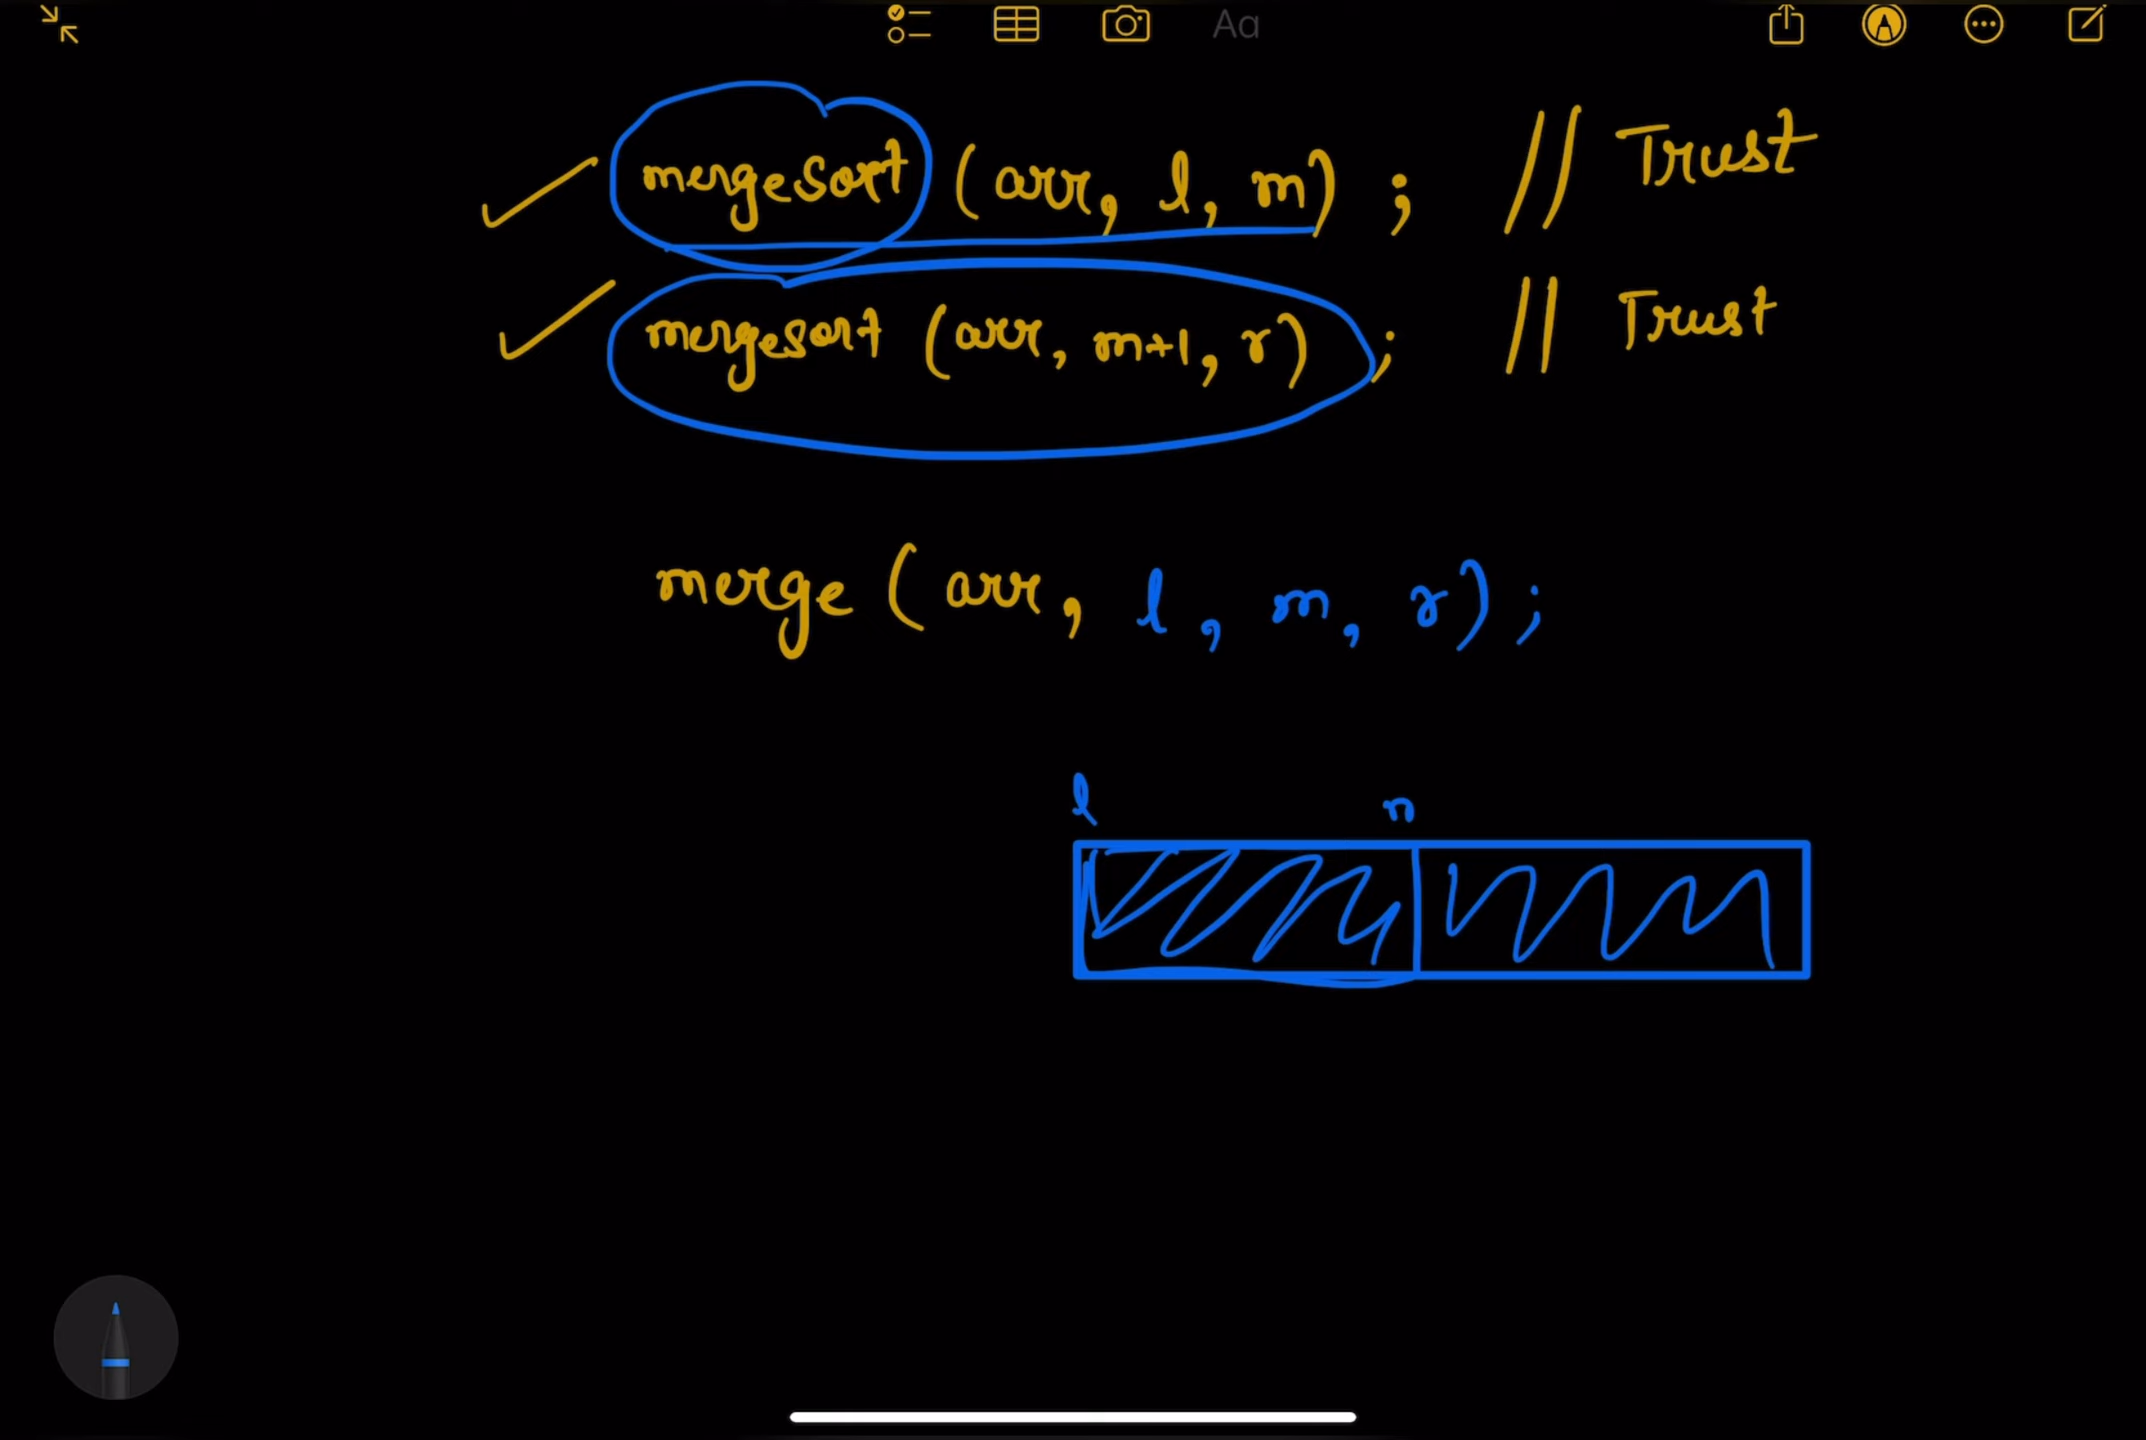 Aa
mergeSort (arr, l, m) ; // Trust
mergesort (arr, m+1, r) ; // Trust
merge (arr, l, m, r) ;
l n